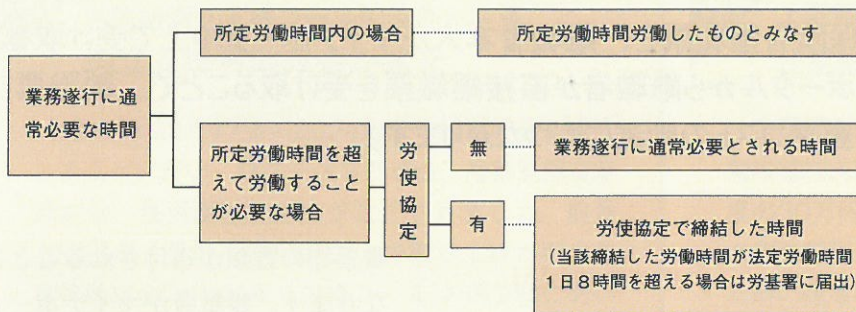 業務遂行に通
常必要な時間
所定労働時間内の場合
所定労働時間労働したものとみなす
所定労働時間を超
えて労働すること
が必要な場合
労使協定
無
業務遂行に通常必要とされる時間
有
労使協定で締結した時間
(当該締結した労働時間が法定労働時間
1日8時間を超える場合は労基署に届出)